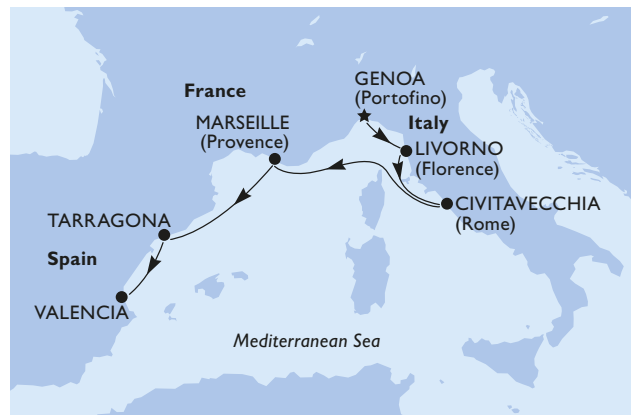 GENOA
(Portofino)
France
Italy
MARSEILLE
(Provence)
LIVORNO
(Florence)
CIVITAVECCHIA
(Rome)
TARRAGONA
Spain
VALENCIA
Mediterranean Sea